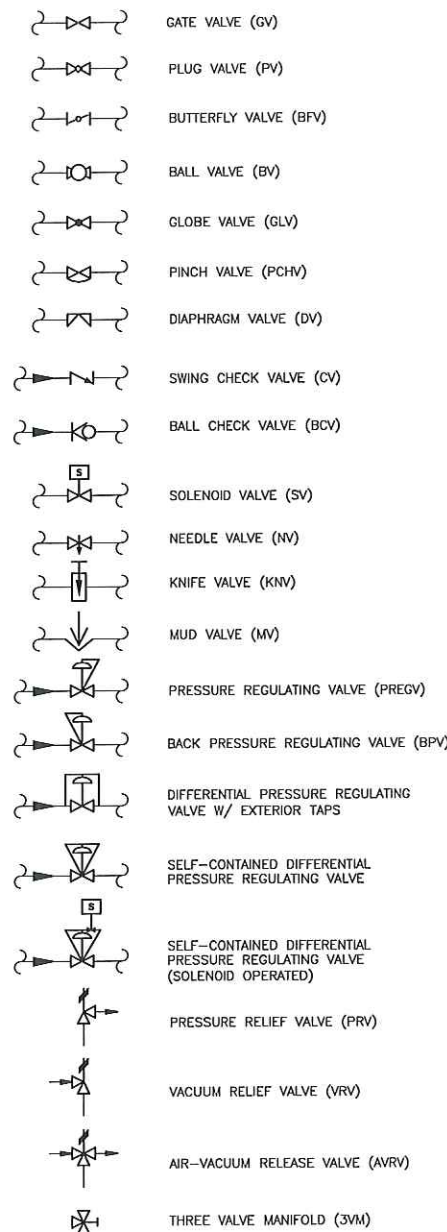 GATE VALVE (GV)
PLUG VALVE (PV)
BUTTERFLY VALVE (BFV)
BALL VALVE (BV)
GLOBE VALVE (GLV)
PINCH VALVE (PCHV)
DIAPHRAGM VALVE (DV)
SWING CHECK VALVE (CV)
BALL CHECK VALVE (BCV)
S
SOLENOID VALVE (SV)
NEEDLE VALVE (NV)
KNIFE VALVE (KNV)
MUD VALVE (MV)
PRESSURE REGULATING VALVE (PREGV)
BACK PRESSURE REGULATING VALVE (BPV)
DIFFERENTIAL PRESSURE REGULATING
VALVE W/ EXTERIOR TAPS
SELF-CONTAINED DIFFERENTIAL
PRESSURE REGULATING VALVE
S
SELF-CONTAINED DIFFERENTIAL
PRESSURE REGULATING VALVE
(SOLENOID OPERATED)
PRESSURE RELIEF VALVE (PRV)
VACUUM RELIEF VALVE (VRV)
AIR-VACUUM RELEASE VALVE (AVRV)
THREE VALVE MANIFOLD (3VM)